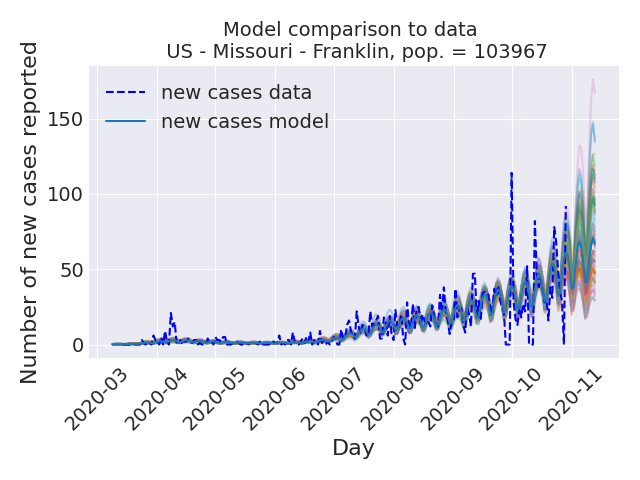 Model comparison to data
US - Missouri - Franklin, pop. = 103967
Number of new cases reported
new cases data
new cases model
150
100
50
0
2020-03
2020-04
2020-05
2020-06
2020-07
2020-08
2020-09
2020-10
2020-11
Day